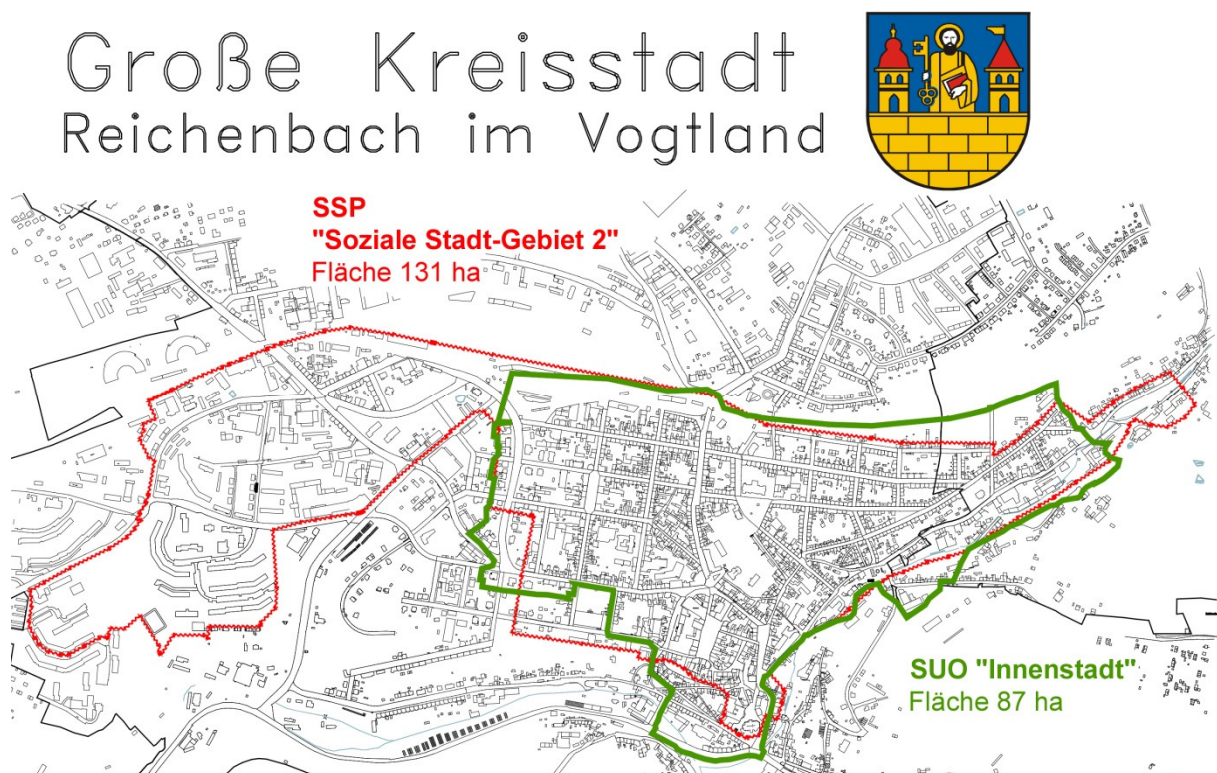 Große Kreisstadt
Reichenbach im Vogtland
SSP
"Soziale Stadt-Gebiet 2"
Fläche 131 ha
SUO "Innenstadt"
Fläche 87 ha